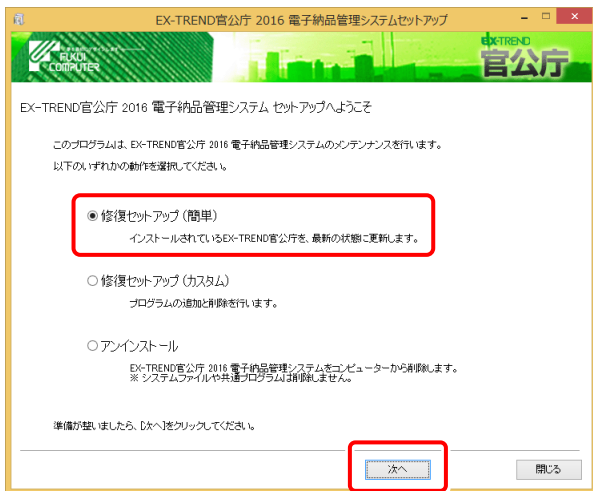 EX-TREND官公庁 2016 電子納品管理システムセットアップ
FUKUI
COMPUTER
EX-TREND
官公庁
EX-TREND官公庁 2016 電子納品管理システム セットアップへようこそ
このプログラムは、EX-TREND官公庁 2016 電子納品管理システムのメンテナンスを行います。
以下のいずれかの動作を選択してください。
修復セットアップ(簡単)
インストールされているEX-TREND官公庁を、最新の状態に更新します。
修復セットアップ(カスタム)
プログラムの追加と削除を行います。
アンインストール
EX-TREND官公庁 2016 電子納品管理システムをコンピューターから削除します。
※ システムファイルや共通プログラムは削除しません。
準備が整いましたら、[次へ]をクリックしてください。
次へ
閉じる